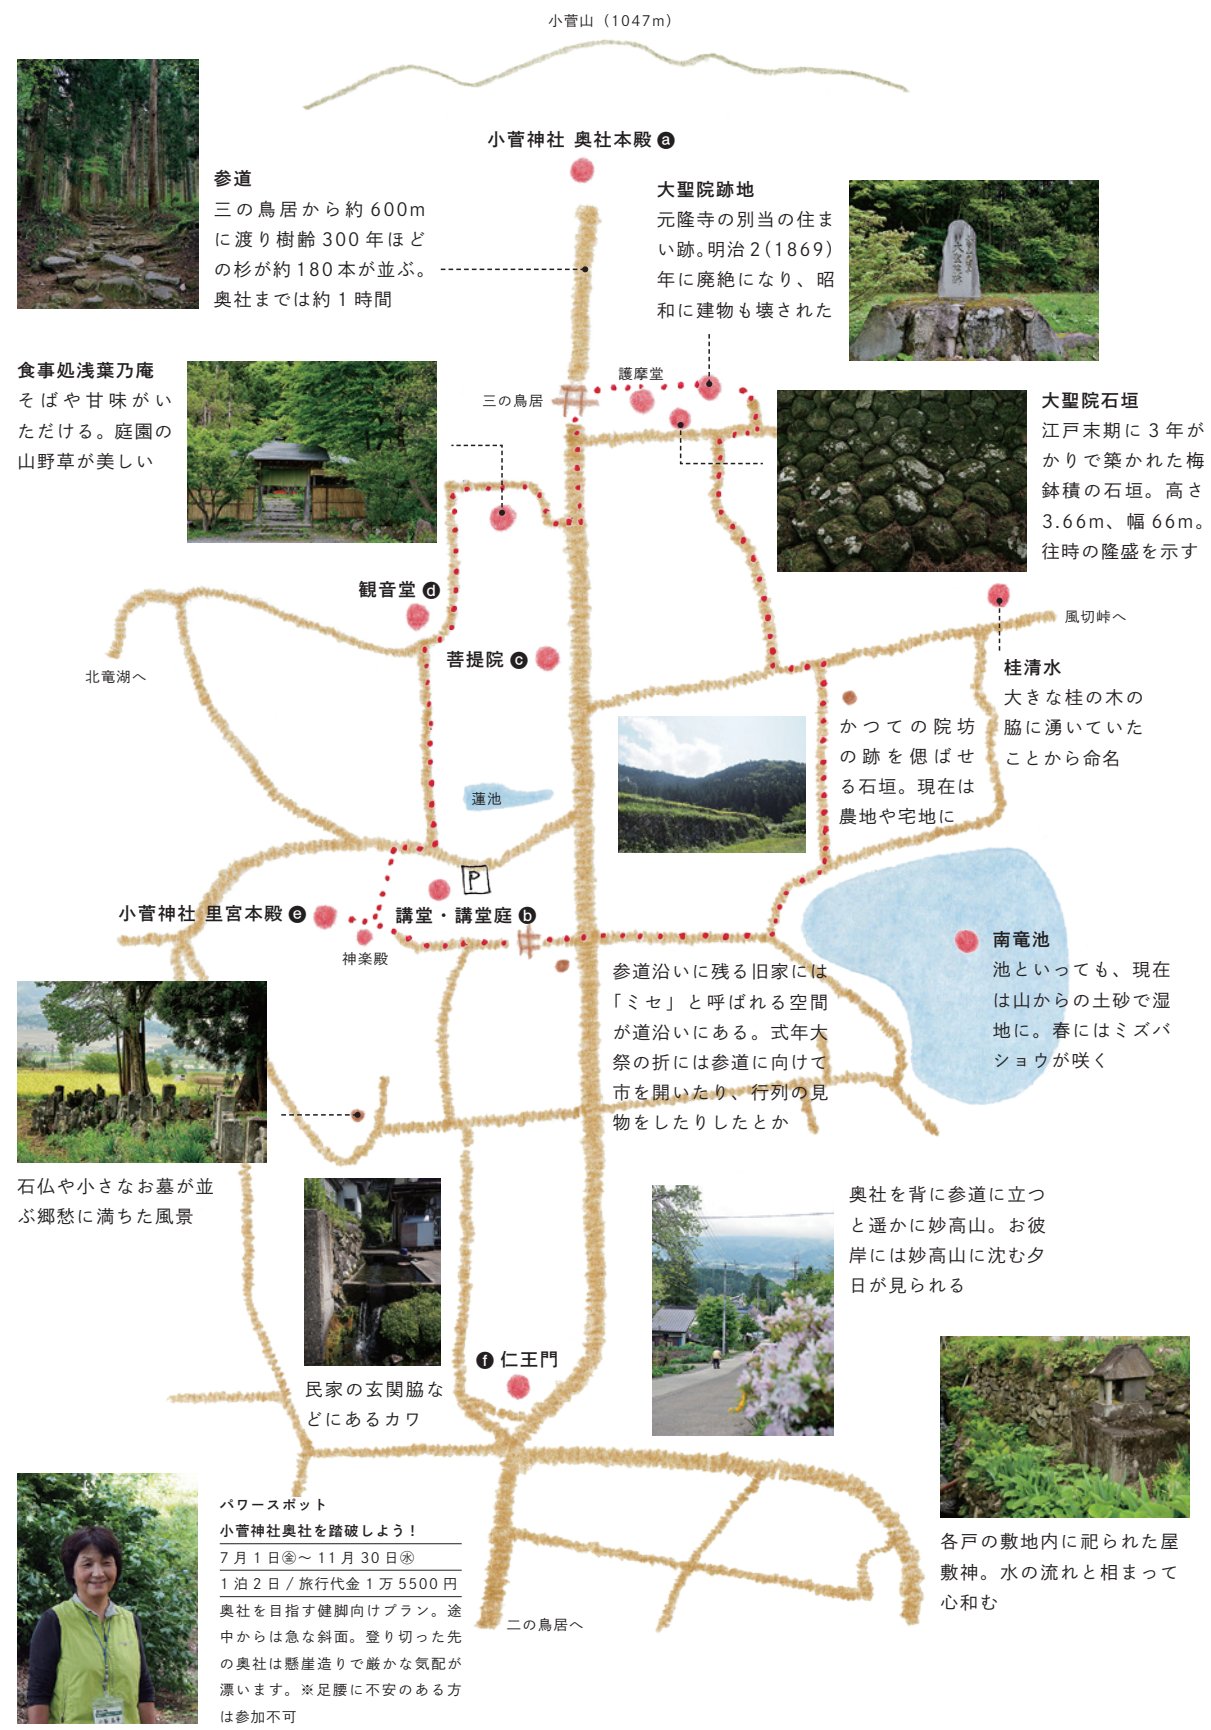 小菅山（1047m）
小菅神社 奥社本殿 a
参道
三の鳥居から約600m
に渡り樹齢300年ほど
の杉が約180本が並ぶ。
奥社までは約1時間
大聖院跡地
元隆寺の別当の住ま
い跡。明治2(1869)
年に廃絶になり、昭
和に建物も壊された
食事処浅葉乃庵
そばや甘味がい
ただける。庭園の
山野草が美しい
三の鳥居
護摩堂
大聖院石垣
江戸末期に3年が
かりで築かれた梅
鉢積の石垣。高さ
3.66m、幅66m。
往時の隆盛を示す
観音堂 d
北竜湖へ
菩提院 c
風切峠へ
桂清水
大きな桂の木の
脇に湧いていた
ことから命名
かつての院坊
の跡を偲ばせ
る石垣。現在は
農地や宅地に
蓮池
P
小菅神社 里宮本殿 e
講堂・講堂庭 b
神楽殿
南竜池
池といっても、現在
は山からの土砂で湿
地に。春にはミズバ
ショウが咲く
参道沿いに残る旧家には
「ミセ」と呼ばれる空間
が道沿いにある。式年大
祭の折には参道に向けて
市を開いたり、行列の見
物をしたりしたとか
石仏や小さなお墓が並
ぶ郷愁に満ちた風景
奥社を背に参道に立つ
と遥かに妙高山。お彼
岸には妙高山に沈む夕
日が見られる
民家の玄関脇な
どにあるカワ
f 仁王門
各戸の敷地内に祀られた屋
敷神。水の流れと相まって
心和む
二の鳥居へ
パワースポット
小菅神社奥社を踏破しよう！
7月1日㊎〜11月30日㊌
1泊2日 / 旅行代金1万5500円
奥社を目指す健脚向けプラン。途
中からは急な斜面。登り切った先
の奥社は懸崖造りで厳かな気配が
漂います。※足腰に不安のある方
は参加不可